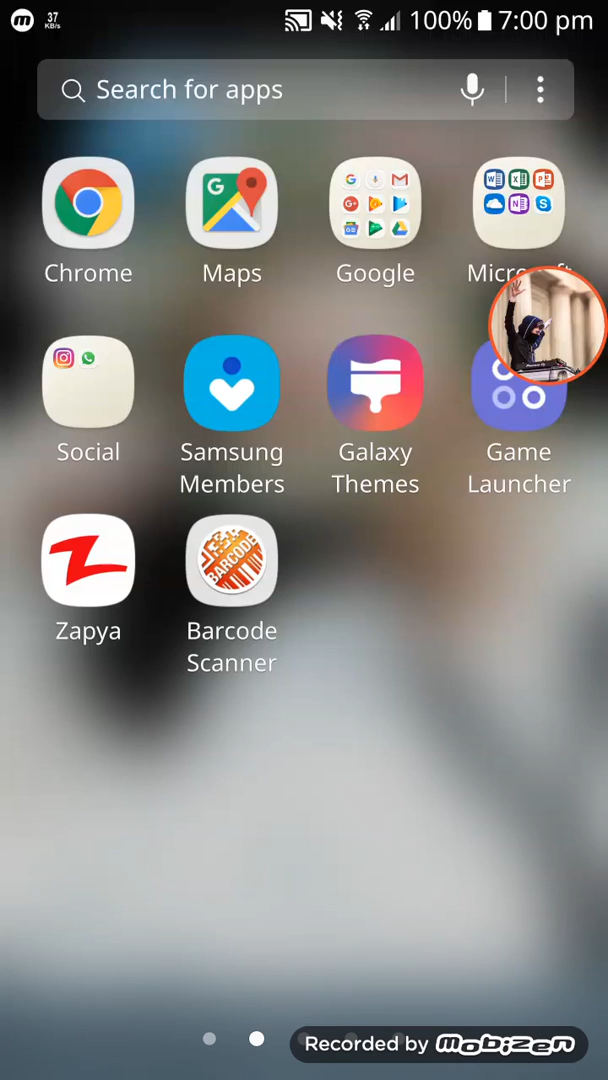 m 37 KB/s 100% 7:00 pm
Search for apps
Chrome Maps Google Micr
Social Samsung Members Galaxy Themes Game Launcher
Zapya BARCODE Barcode Scanner
Recorded by mobizen